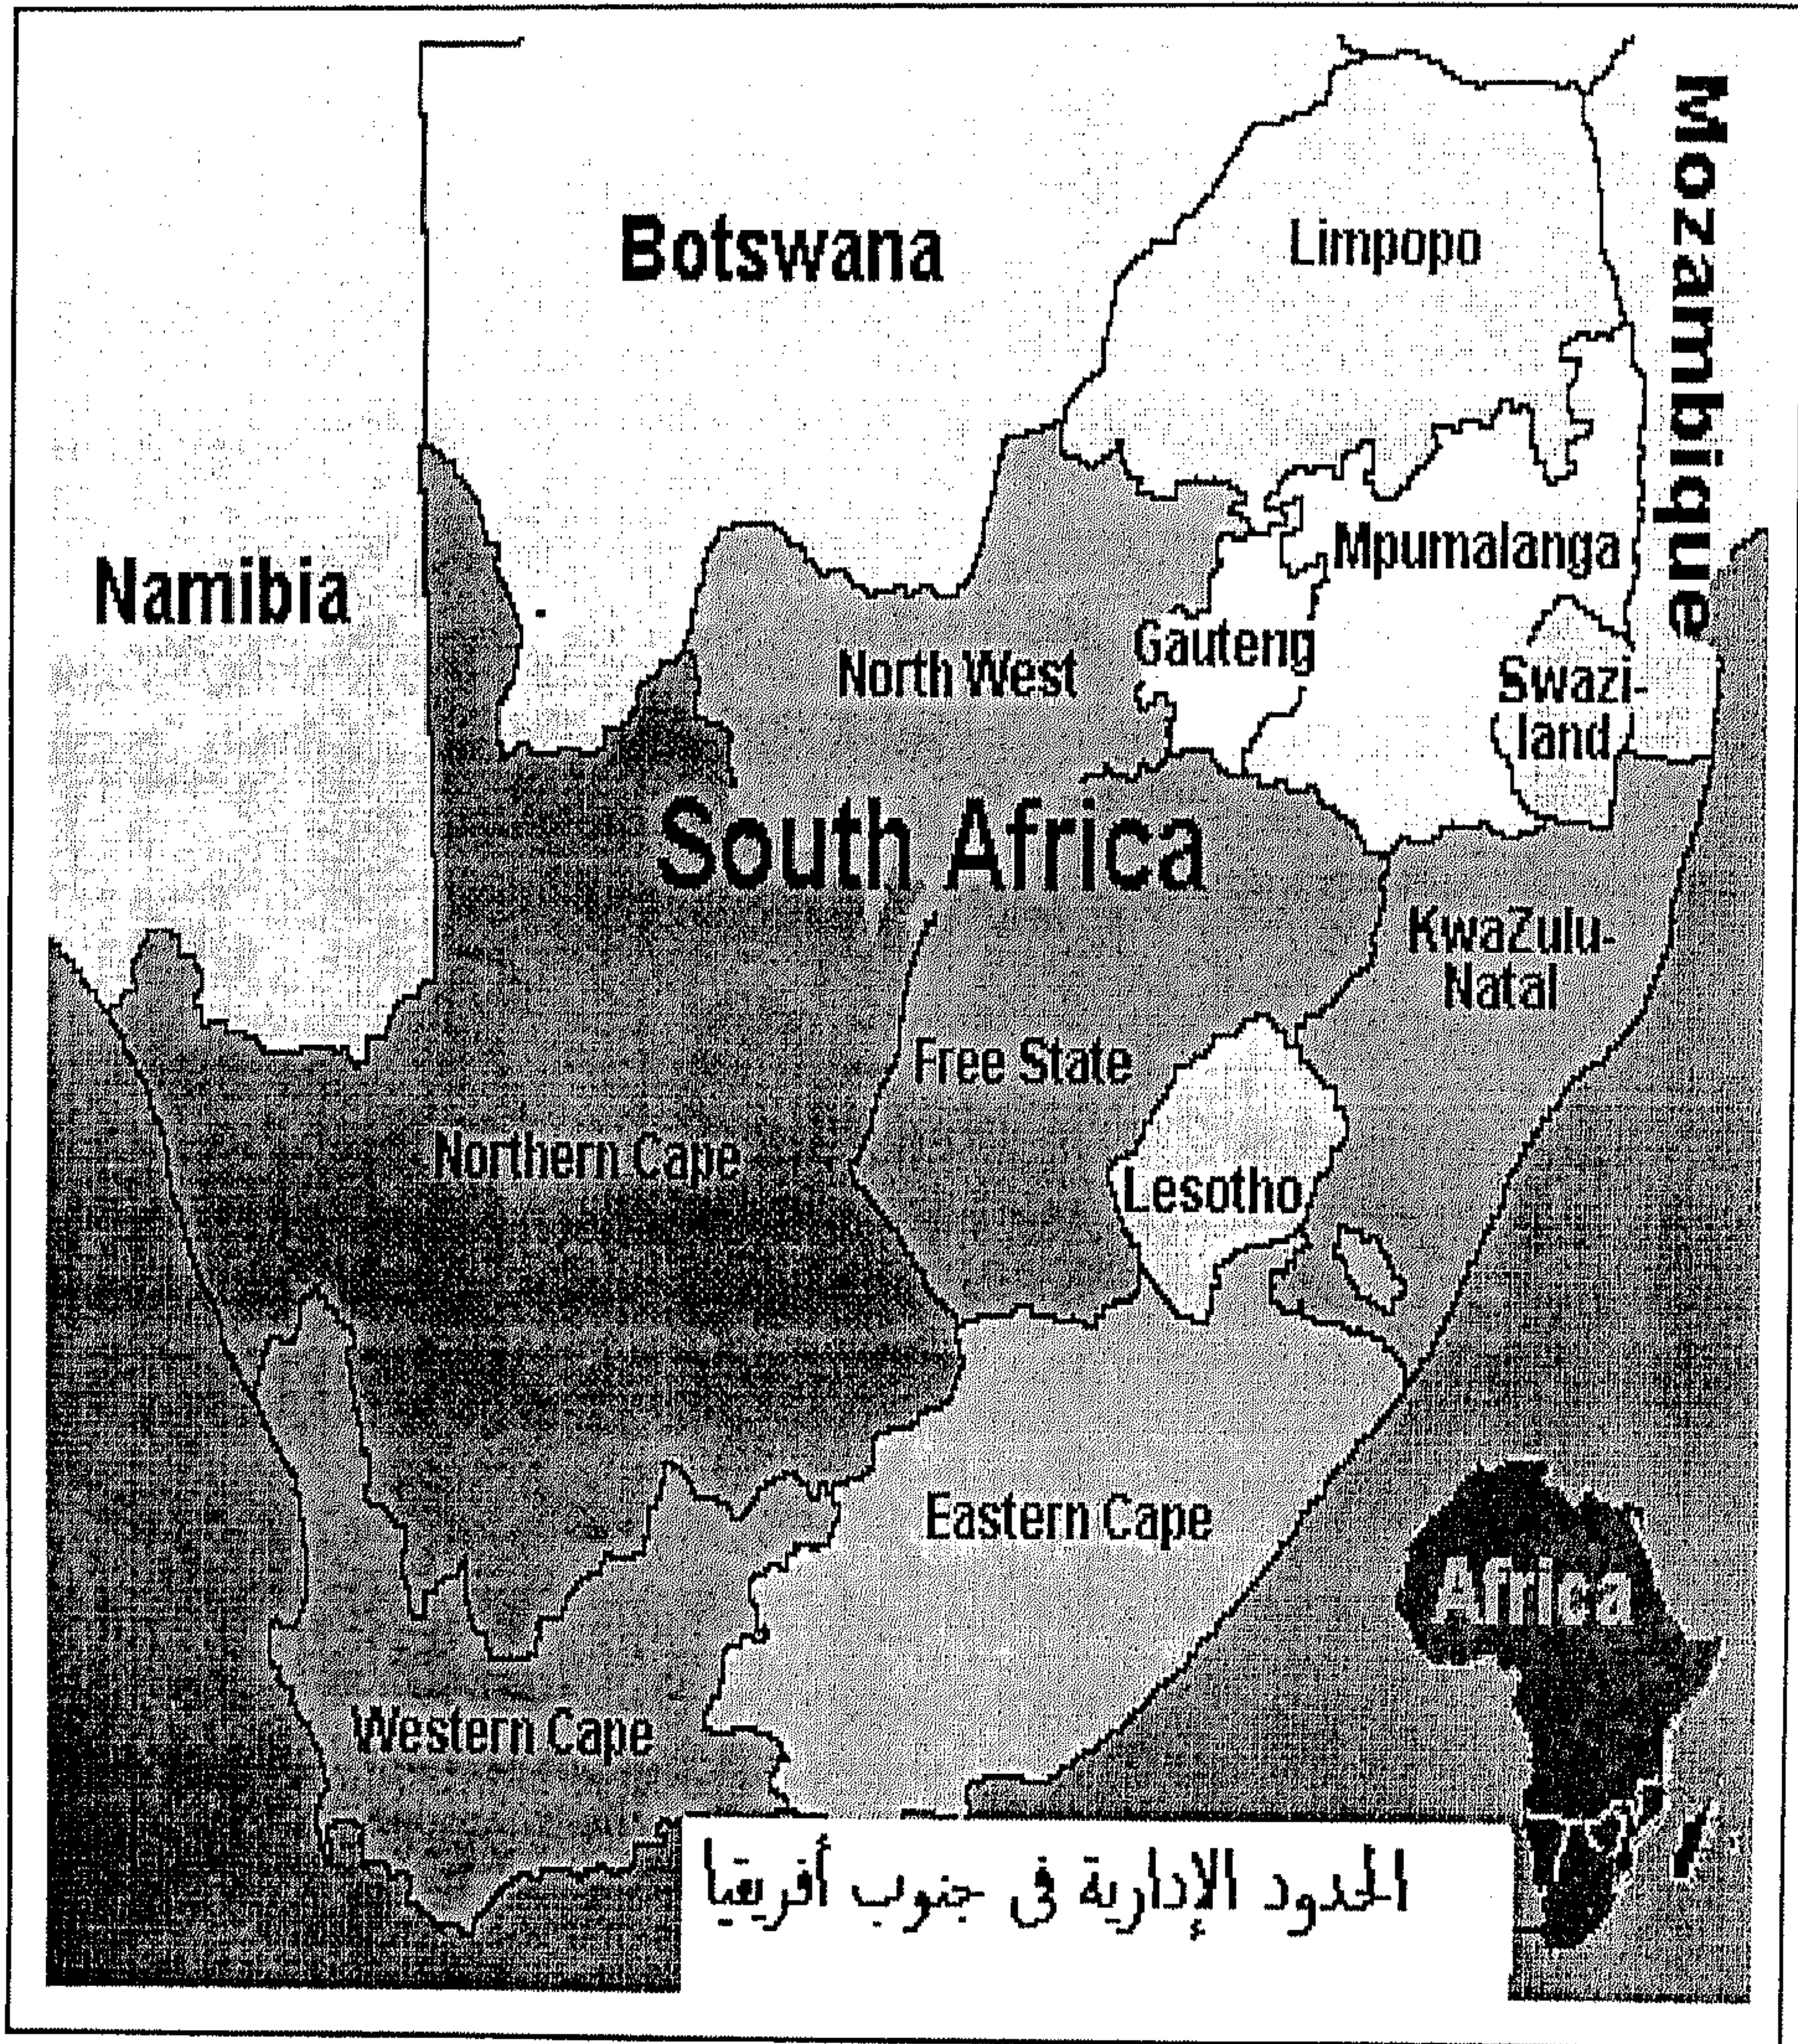 Mozambique
Botswana
Limpopo
Namibia
Mpumalanga
Gauteng
North West
Swazi-
land
South Africa
KwaZulu-
Natal
Free State
Northern Cape
Lesotho
Eastern Cape
Africa
Western Cape
الحدود الإدارية فى جنوب أفريقيا